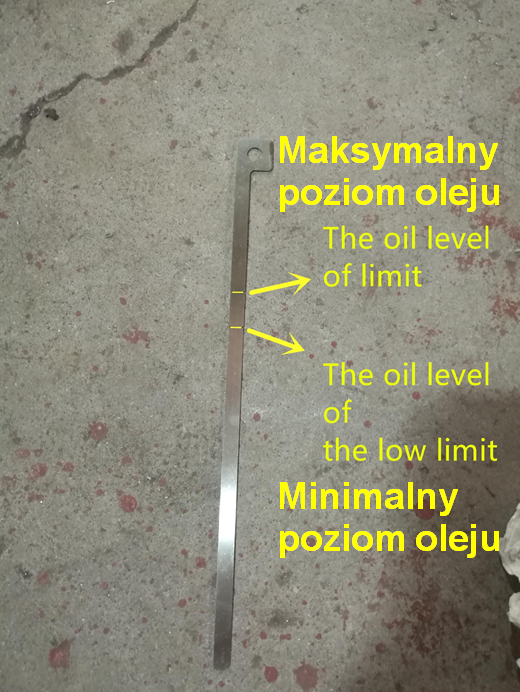 Maksymalny
poziom oleju
The oil level
of limit
The oil level
of
the low limit
Minimalny
poziom oleju